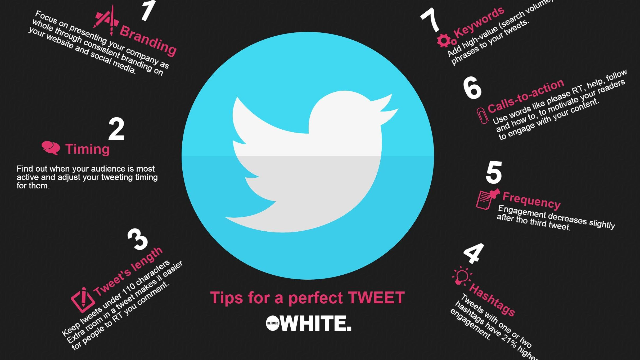 1
Branding
Focus on presenting your company as
whole through consistent branding on
your website and social media.
2
Timing
Find out when your audience is most
active and adjust your tweeting timing
for them.
3
Tweet's length
Keep tweets under 110 characters
Extra room in a tweet makes it easier
for people to RT you comment.
4
Hashtags
Tweets with one or two
hashtags have 21% higher
engagement.
5
Frequency
Engagement decreases slightly
after the third tweet.
6
Calls-to-action
Use words like please RT, help, follow
and how to, to motivate your readers
to engage with your content.
7
Keywords
Add high-value (search volume)
phrases to your tweets.
Tips for a perfect TWEET
WHITE.